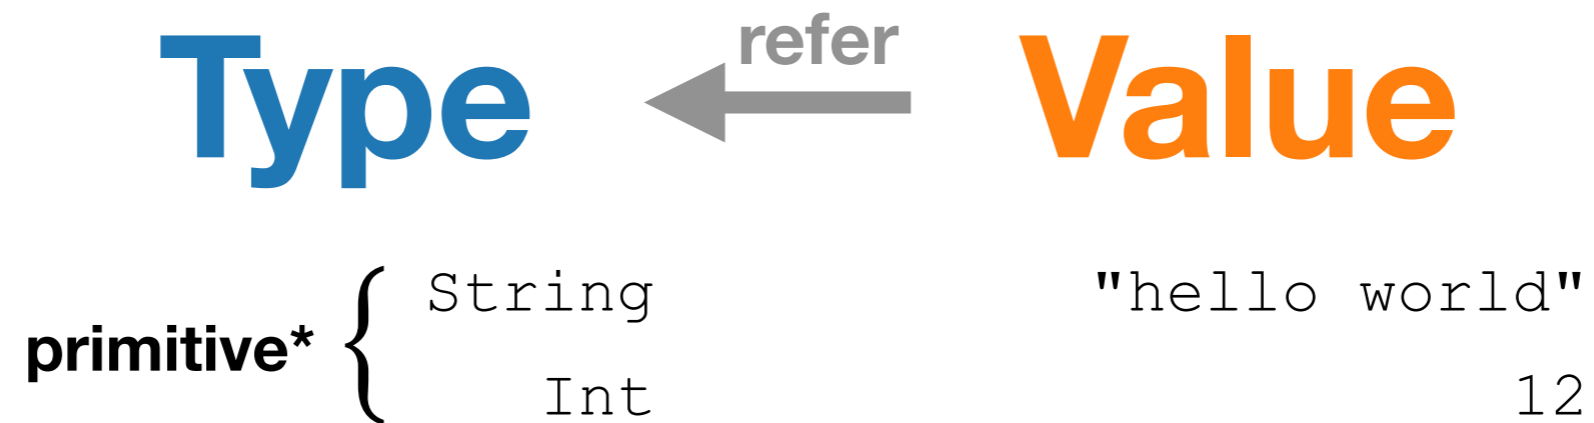 Type refer Value
String "hello world"
primitive*
Int 12